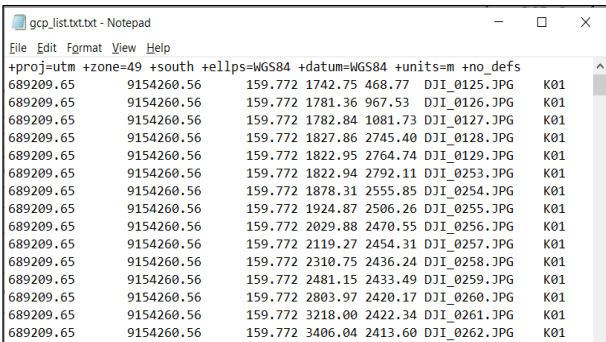 gcp_list.txt.txt - Notepad
File Edit Format View Help
+proj=utm +zone=49 +south +ellps=WGS84 +datum=WGS84 +units=m +no_defs
689209.65 9154260.56 159.772 1742.75 468.77 DJI_0125.JPG K01
689209.65 9154260.56 159.772 1781.36 967.53 DJI_0126.JPG K01
689209.65 9154260.56 159.772 1782.84 1081.73 DJI_0127.JPG K01
689209.65 9154260.56 159.772 1827.86 2745.40 DJI_0128.JPG K01
689209.65 9154260.56 159.772 1822.95 2764.74 DJI_0129.JPG K01
689209.65 9154260.56 159.772 1822.94 2792.11 DJI_0253.JPG K01
689209.65 9154260.56 159.772 1878.31 2555.85 DJI_0254.JPG K01
689209.65 9154260.56 159.772 1924.87 2506.26 DJI_0255.JPG K01
689209.65 9154260.56 159.772 2029.88 2470.55 DJI_0256.JPG K01
689209.65 9154260.56 159.772 2119.27 2454.31 DJI_0257.JPG K01
689209.65 9154260.56 159.772 2310.75 2436.24 DJI_0258.JPG K01
689209.65 9154260.56 159.772 2481.15 2433.49 DJI_0259.JPG K01
689209.65 9154260.56 159.772 2803.97 2420.17 DJI_0260.JPG K01
689209.65 9154260.56 159.772 3218.00 2422.34 DJI_0261.JPG K01
689209.65 9154260.56 159.772 3406.04 2413.60 DJI_0262.JPG K01